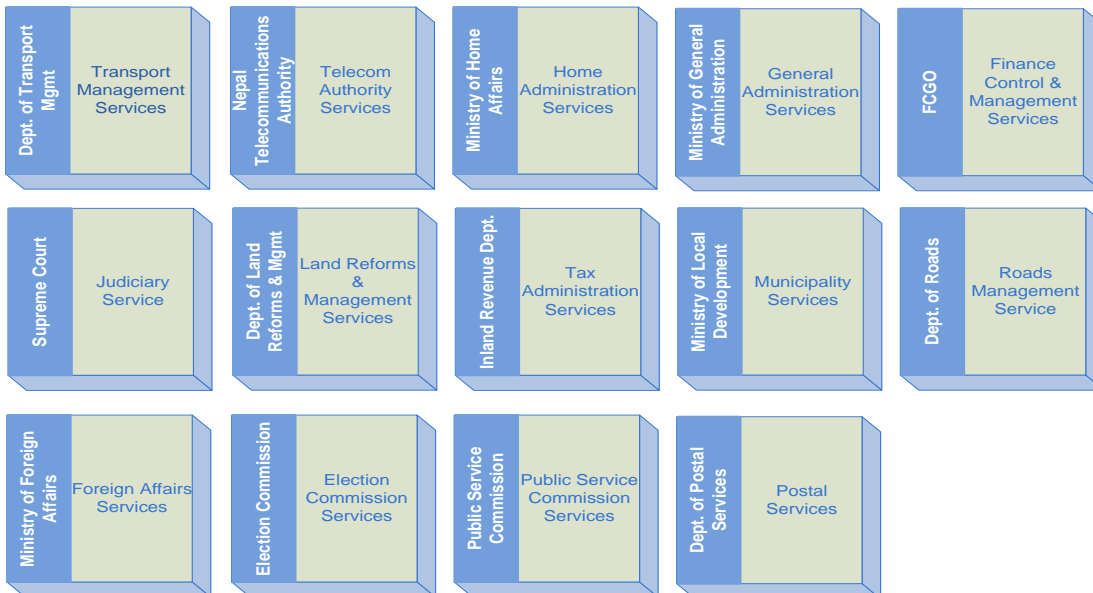 Dept. of Transport
Mgmt
Transport
Management
Services
Nepal
Telecommunications
Authority
Telecom
Authority
Services
Ministry of Home
Affairs
Home
Administration
Services
Ministry of General
Administration
General
Administration
Services
FCGO
Finance
Control &
Management
Services
Supreme Court
Judiciary
Service
Dept. of Land
Reforms & Mgmt
Land Reforms
&
Management
Services
Inland Revenue Dept.
Tax
Administration
Services
Ministry of Local
Development
Municipality
Services
Dept. of Roads
Roads
Management
Service
Ministry of Foreign
Affairs
Foreign Affairs
Services
Election Commission
Election
Commission
Services
Public Service
Commission
Public Service
Commission
Services
Dept. of Postal
Services
Postal
Services